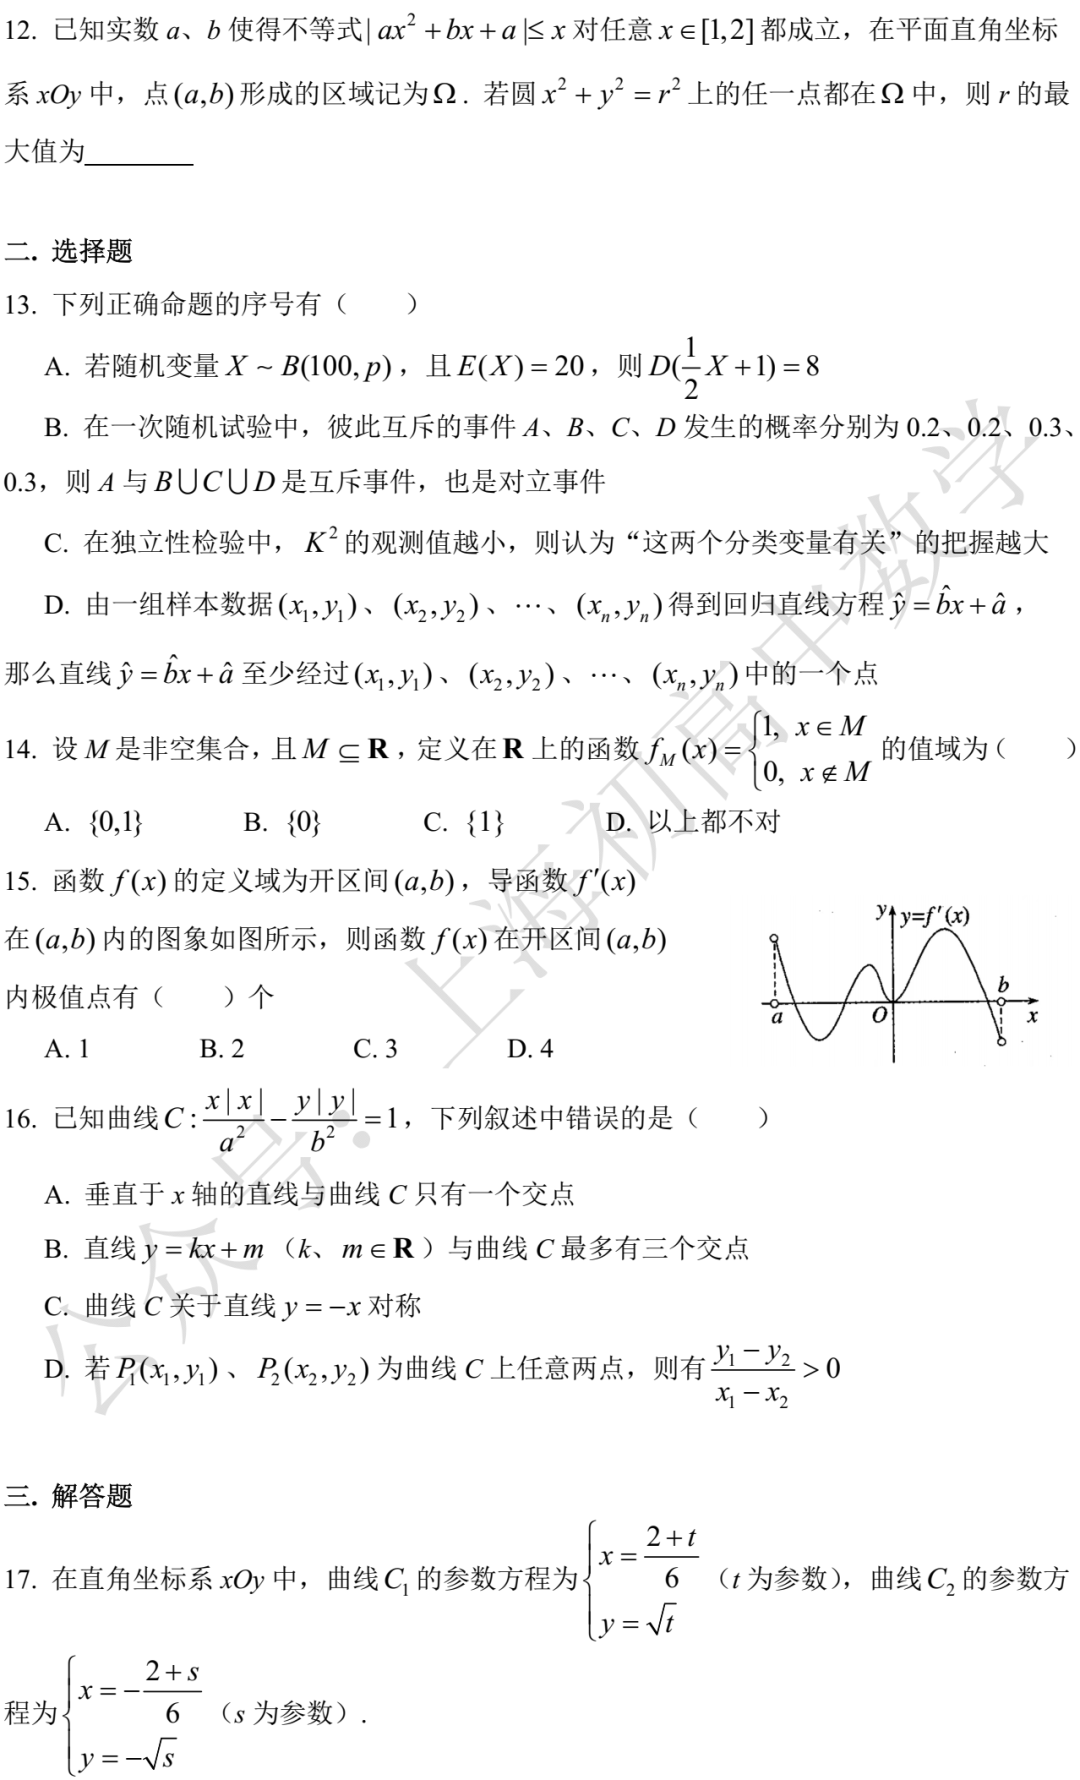 12. 已知实数 a、b 使得不等式| ax² + bx + a |≤ x 对任意 x∈[1,2] 都成立，在平面直角坐标
系 xOy 中，点(a,b) 形成的区域记为Ω. 若圆 x² + y² = r² 上的任一点都在Ω 中，则 r 的最
大值为________
二. 选择题
13. 下列正确命题的序号有（　　）
A. 若随机变量 X ~ B(100, p)，且 E(X) = 20，则 D(1/2 X + 1) = 8
B. 在一次随机试验中，彼此互斥的事件 A、B、C、D 发生的概率分别为 0.2、0.2、0.3、
0.3，则 A 与 B∪C∪D 是互斥事件，也是对立事件
C. 在独立性检验中， K² 的观测值越小，则认为“这两个分类变量有关”的把握越大
D. 由一组样本数据(x₁,y₁)、(x₂,y₂)、…、(xₙ,yₙ)得到回归直线方程 ŷ = b̂x + â，
那么直线 ŷ = b̂x + â 至少经过(x₁,y₁)、(x₂,y₂)、…、(xₙ,yₙ)中的一个点
14. 设 M 是非空集合，且 M ⊆ R，定义在 R 上的函数 f_M(x) = {1, x∈M; 0, x∉M 的值域为（　　）
A. {0,1} B. {0} C. {1} D. 以上都不对
15. 函数 f(x) 的定义域为开区间(a,b)，导函数 f′(x)
在(a,b) 内的图象如图所示，则函数 f(x) 在开区间(a,b)
内极值点有（　　）个
A. 1 B. 2 C. 3 D. 4
y y=f′(x)
b
a O x
16. 已知曲线 C : x|x|/a² − y|y|/b² = 1，下列叙述中错误的是（　　）
A. 垂直于 x 轴的直线与曲线 C 只有一个交点
B. 直线 y = kx + m（k、m∈R）与曲线 C 最多有三个交点
C. 曲线 C 关于直线 y = −x 对称
D. 若 P₁(x₁,y₁)、P₂(x₂,y₂) 为曲线 C 上任意两点，则有 (y₁ − y₂)/(x₁ − x₂) > 0
三. 解答题
17. 在直角坐标系 xOy 中，曲线 C₁ 的参数方程为 {x = (2+t)/6; y = √t（t 为参数），曲线 C₂ 的参数方
程为 {x = −(2+s)/6; y = −√s（s 为参数）.
公众号：上海初高中数学